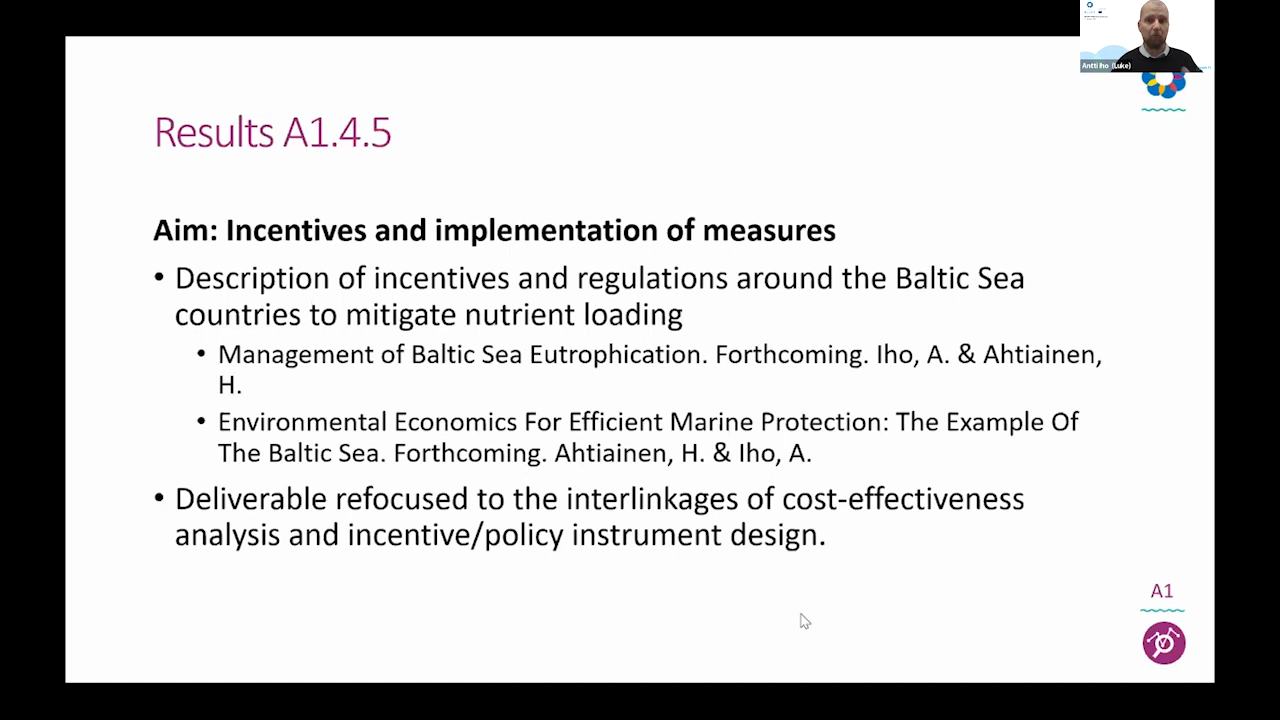 Antti Iho (Luke)
Results A1.4.5
Aim: Incentives and implementation of measures
• Description of incentives and regulations around the Baltic Sea
countries to mitigate nutrient loading
• Management of Baltic Sea Eutrophication. Forthcoming. Iho, A. & Ahtiainen,
H.
• Environmental Economics For Efficient Marine Protection: The Example Of
The Baltic Sea. Forthcoming. Ahtiainen, H. & Iho, A.
• Deliverable refocused to the interlinkages of cost-effectiveness
analysis and incentive/policy instrument design.
A1